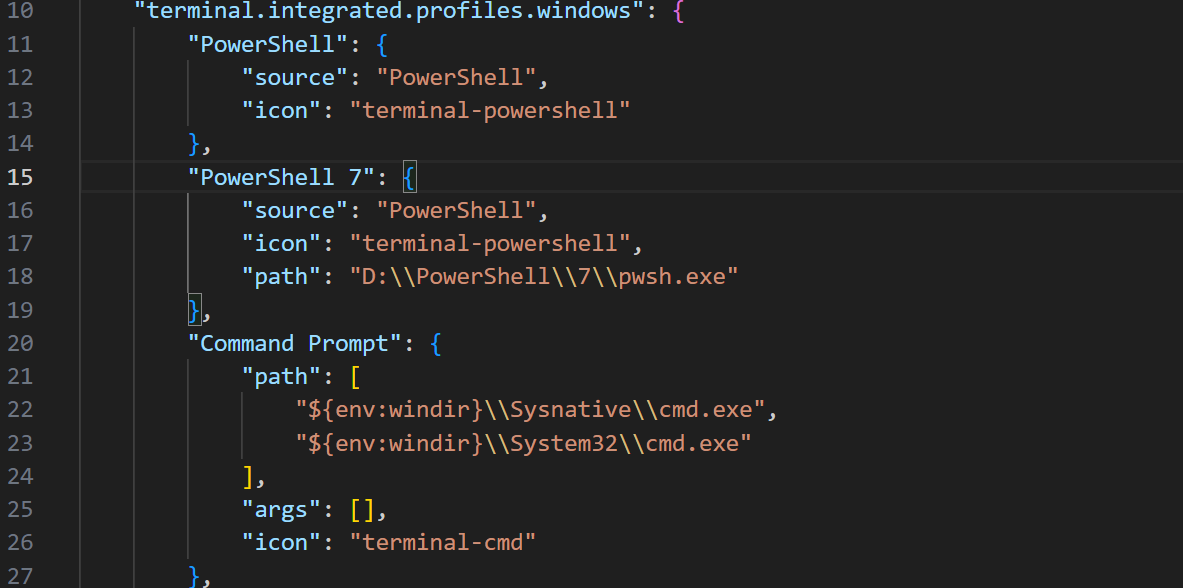 10 "terminal.integrated.profiles.windows": {
11 "PowerShell": {
12 "source": "PowerShell",
13 "icon": "terminal-powershell"
14 },
15 "PowerShell 7": {
16 "source": "PowerShell",
17 "icon": "terminal-powershell",
18 "path": "D:\\PowerShell\\7\\pwsh.exe"
19 },
20 "Command Prompt": {
21 "path": [
22 "${env:windir}\\Sysnative\\cmd.exe",
23 "${env:windir}\\System32\\cmd.exe"
24 ],
25 "args": [],
26 "icon": "terminal-cmd"
27 },